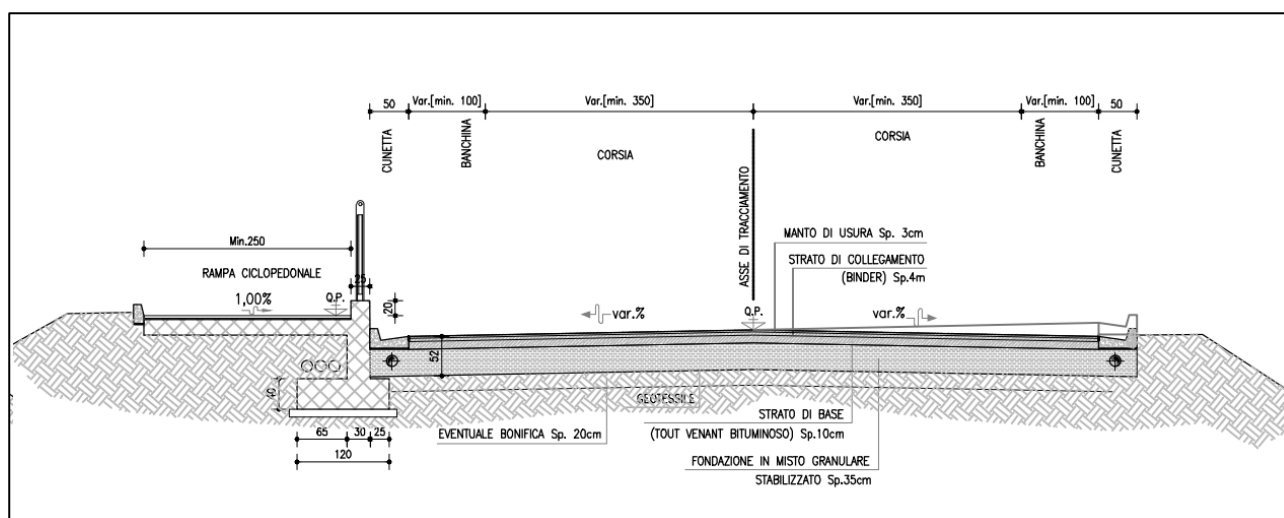 50
Var.[min. 100]
Var.[min. 350]
Var.[min. 350]
Var.[min. 100]
50
CUNETTA
BANCHINA
CORSIA
CORSIA
BANCHINA
CUNETTA
ASSE DI TRACCIAMENTO
Min.250
RAMPA CICLOPEDONALE
25
1,00%
Q.P.
20
MANTO DI USURA Sp. 3cm
STRATO DI COLLEGAMENTO
(BINDER) Sp.4m
var.%
Q.P.
var.%
52
40
GEOTESSILE
65
30
25
120
EVENTUALE BONIFICA Sp. 20cm
STRATO DI BASE
(TOUT VENANT BITUMINOSO) Sp.10cm
FONDAZIONE IN MISTO GRANULARE
STABILIZZATO Sp.35cm